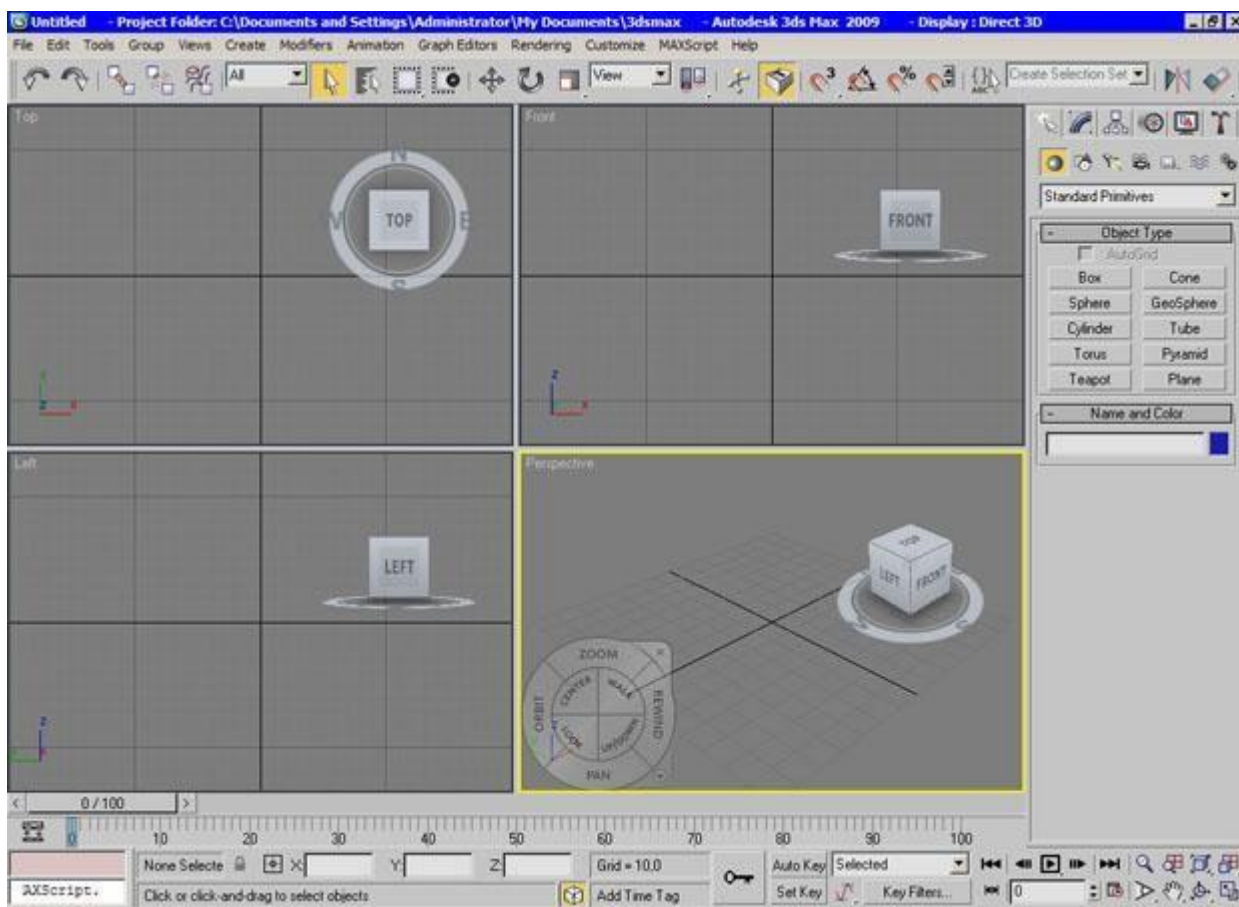 Untitled - Project Folder: C:\Documents and Settings\Administrator\My Documents\3dsmax - Autodesk 3ds Max 2009 - Display : Direct 3D
File Edit Tools Group Views Create Modifiers Animation Graph Editors Rendering Customize MAXScript Help
All View Create Selection Set
Top Front
N
W TOP E FRONT
S
Standard Primitives
- Object Type
AutoGrid
Box Cone
Sphere GeoSphere
Cylinder Tube
Torus Pyramid
Teapot Plane
- Name and Color
z
x x
Left Perspective
LEFT
TOP
LEFT FRONT
S
ZOOM
CENTER WALK
ORBIT REWIND
LOOK UP/DOWN
PAN
z
< 0 / 100 >
0 10 20 30 40 50 60 70 80 90 100
None Selecte X: Y: Z: Grid = 10.0 Auto Key Selected
AXScript. Click or click-and-drag to select objects Add Time Tag Set Key Key Filters... 0